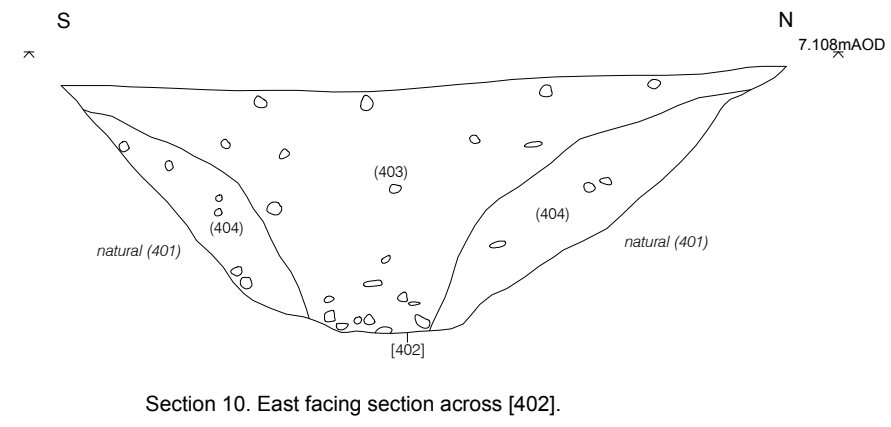 S
N
7.108mAOD
(403)
(404)
(404)
natural (401)
natural (401)
[402]
Section 10. East facing section across [402].